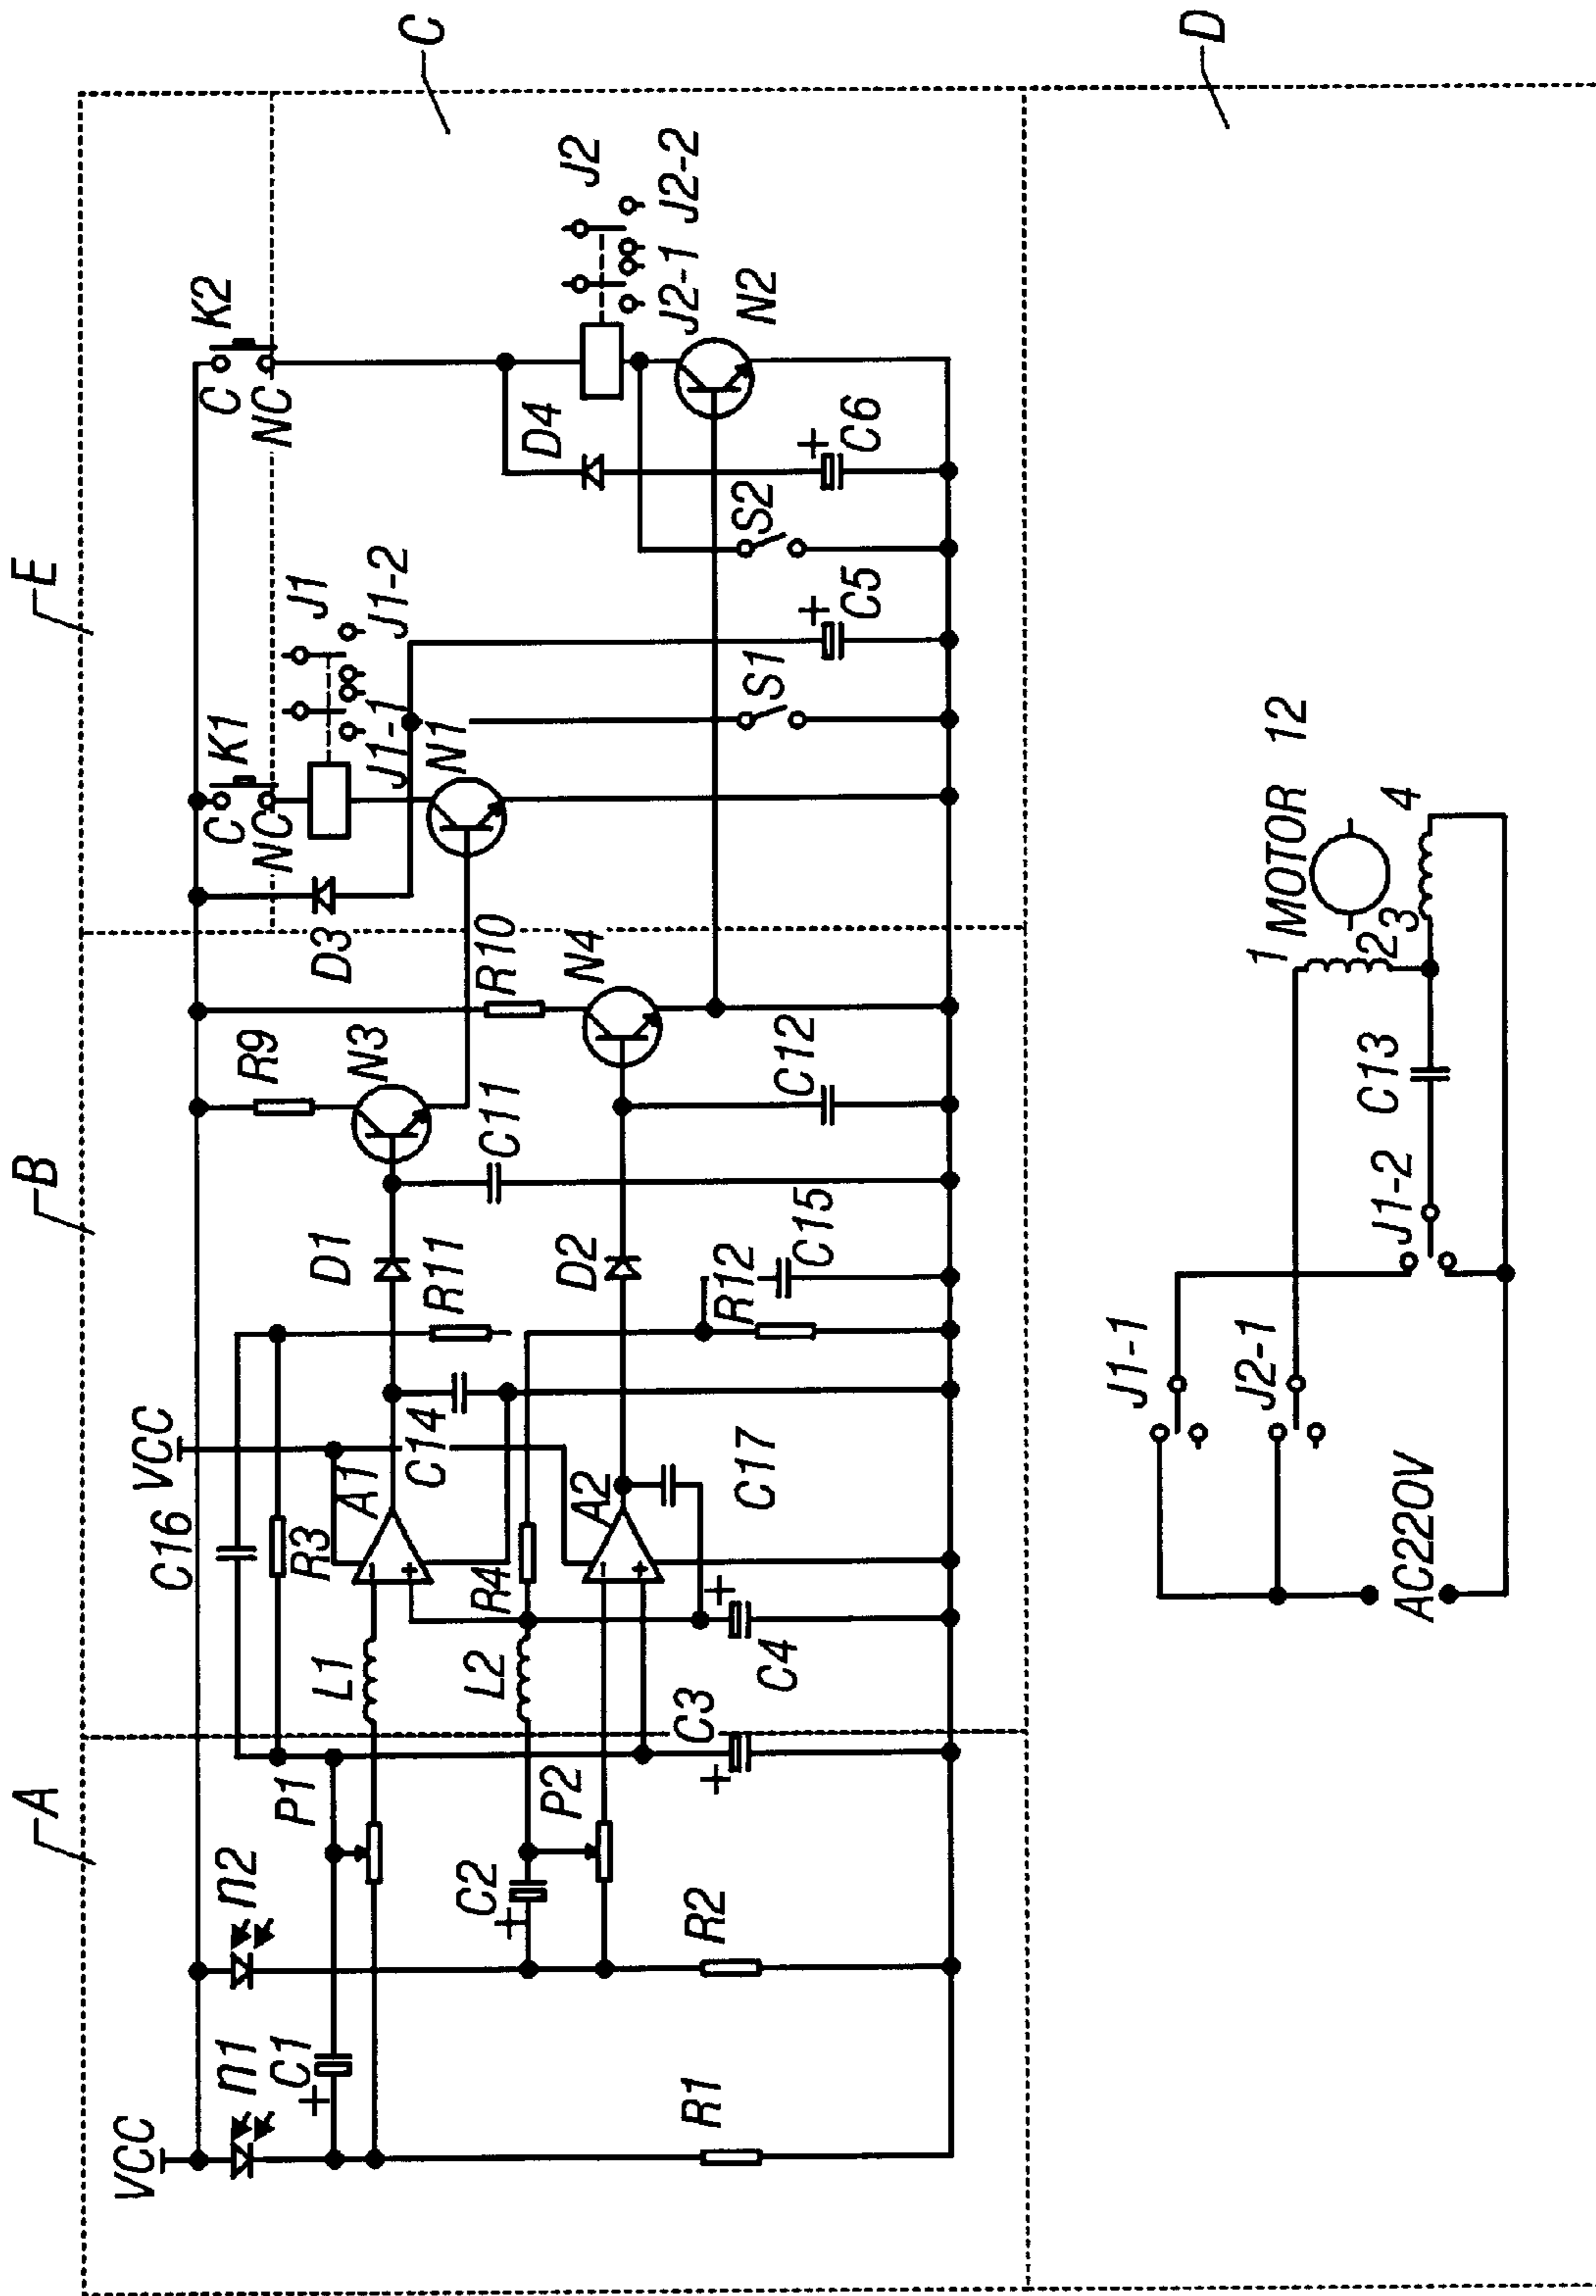 A
B
E
C
D
VCC
n1
C1
n2
P1
C2
P2
R1
R2
C16
VCC
R3
A1
L1
L2
R4
A2
C14
C17
C3
C4
D1
R11
D2
R12
C15
R9
N3
C11
R10
N4
C12
D3
K1
C
NC
J1
J1-1
J1-2
N1
S1
C5
S2
C6
D4
K2
C
NC
J2
J2-1
J2-2
N2
AC220V
J1-1
J2-1
J1-2
C13
1
2
3
4
MOTOR 12
+
+
+
+
+
+
-
+
-
+